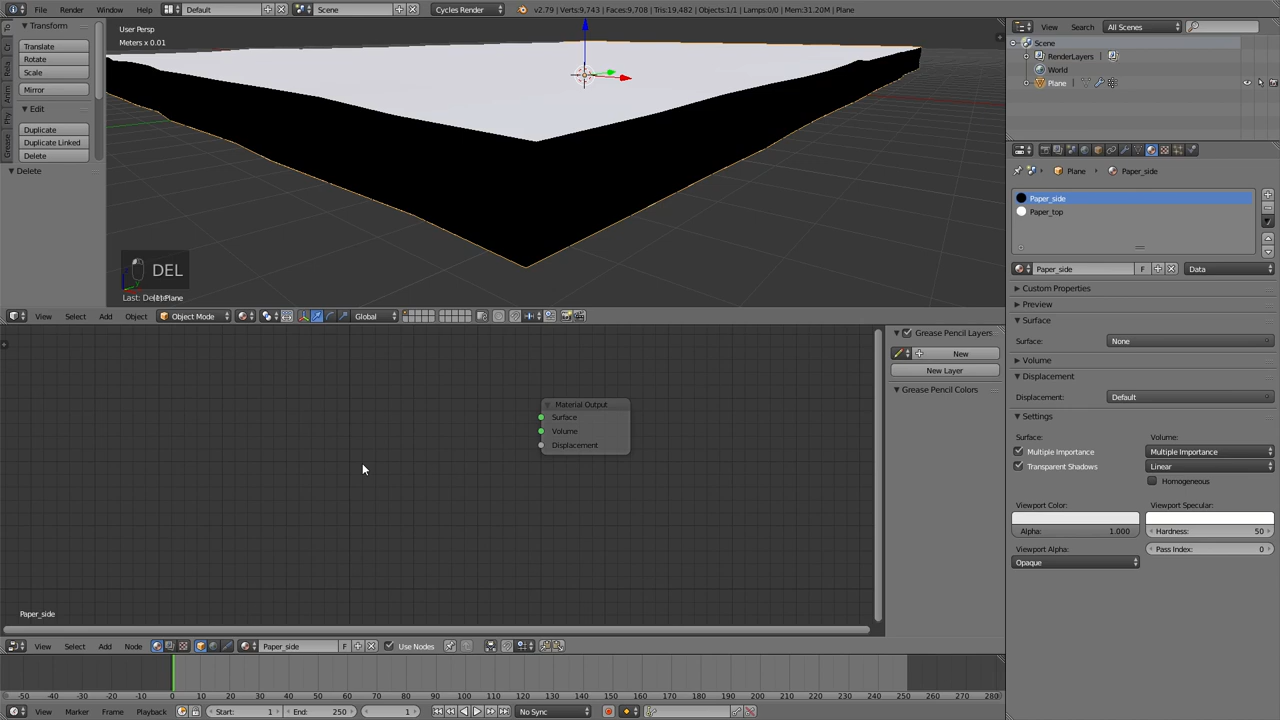 File Render Window Help Default Scene Cycles Render v2.79 | Verts:9,743 | Faces:9,708 | Tris:19,482 | Objects:1/1 | Lamps:0/0 | Mem:31.20M | Plane
View Search All Scenes
Transform
Translate
Rotate
Scale
Mirror
Edit
Duplicate
Duplicate Linked
Delete
Delete
User Persp
Meters x 0.01
DEL
View Select Add Object Object Mode Global
Scene
RenderLayers
World
Plane
Plane Paper_side
Paper_side
Paper_top
Paper_side F Data
Custom Properties
Preview
Surface
Surface: None
Volume
Displacement
Displacement: Default
Settings
Surface: Volume:
Multiple Importance Multiple Importance
Transparent Shadows Linear
Homogeneous
Viewport Color: Viewport Specular:
Alpha: 1.000 Hardness: 50
Viewport Alpha: Pass Index: 0
Opaque
Grease Pencil Layers
New
New Layer
Grease Pencil Colors
Material Output
Surface
Volume
Displacement
Paper_side
View Select Add Node Paper_side F Use Nodes
-50 -40 -30 -20 -10 0 10 20 30 40 50 60 70 80 90 100 110 120 130 140 150 160 170 180 190 200 210 220 230 240 250 260 270 280
View Marker Frame Playback Start: 1 End: 250 1 No Sync